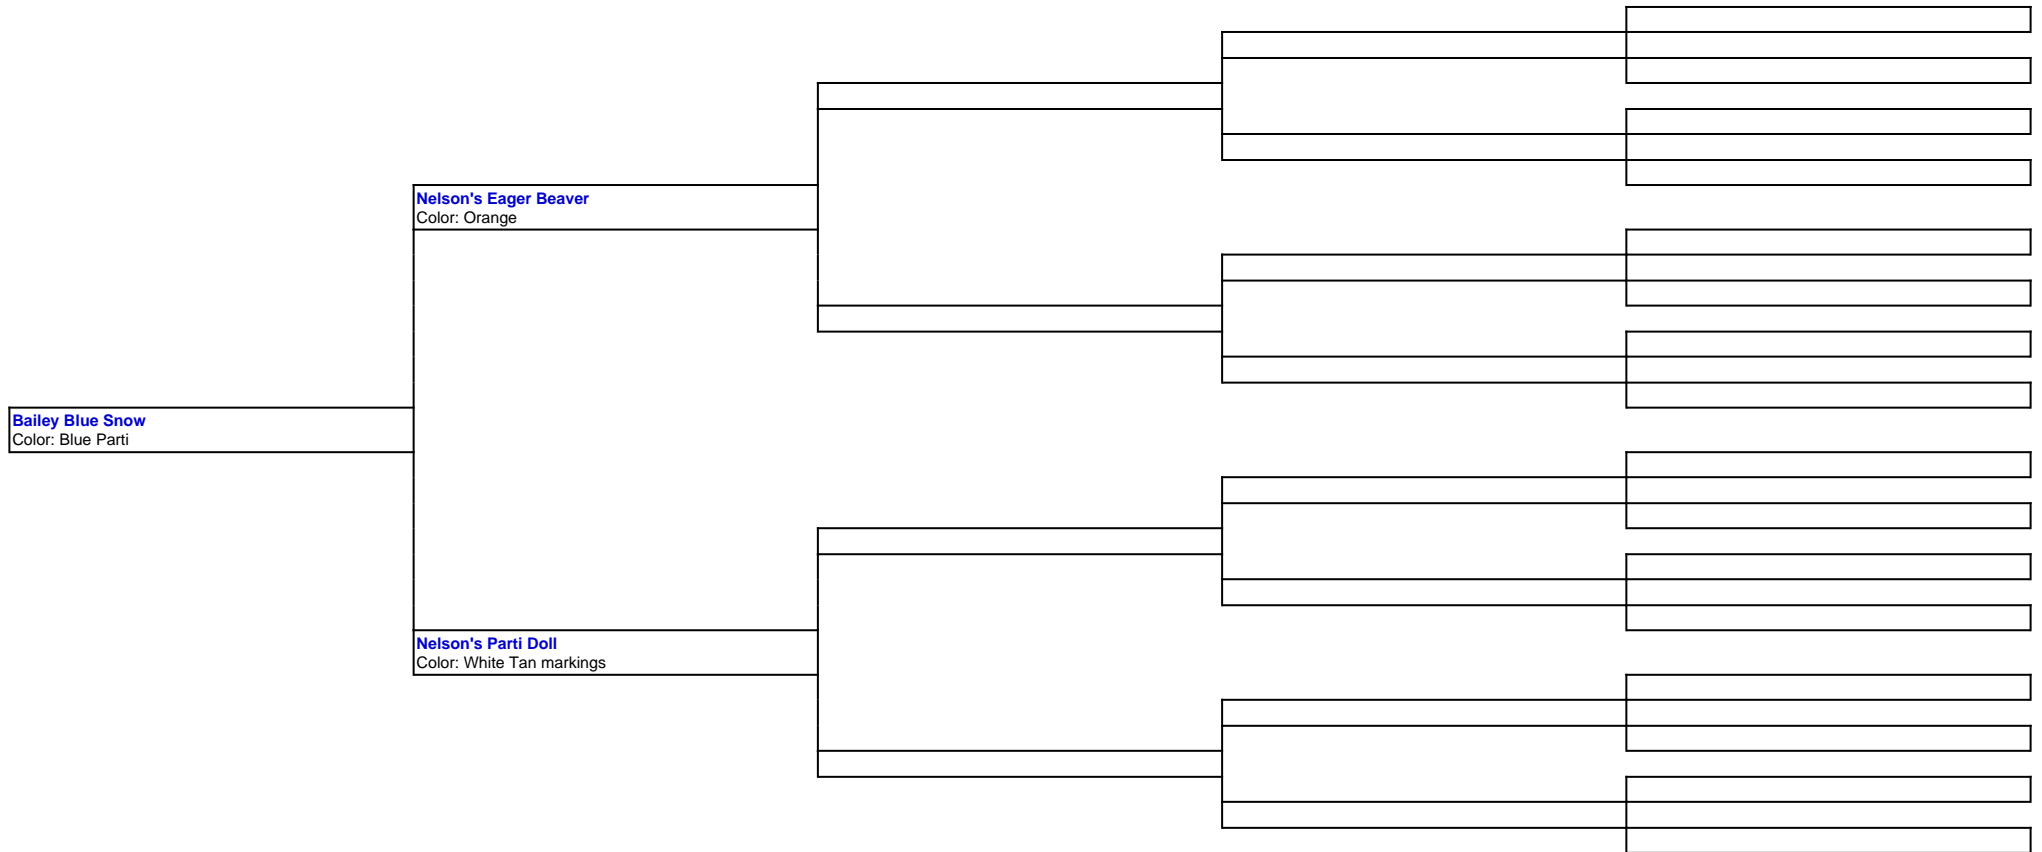 Nelson's Eager Beaver
Color: Orange
Bailey Blue Snow
Color: Blue Parti
Nelson's Parti Doll
Color: White Tan markings